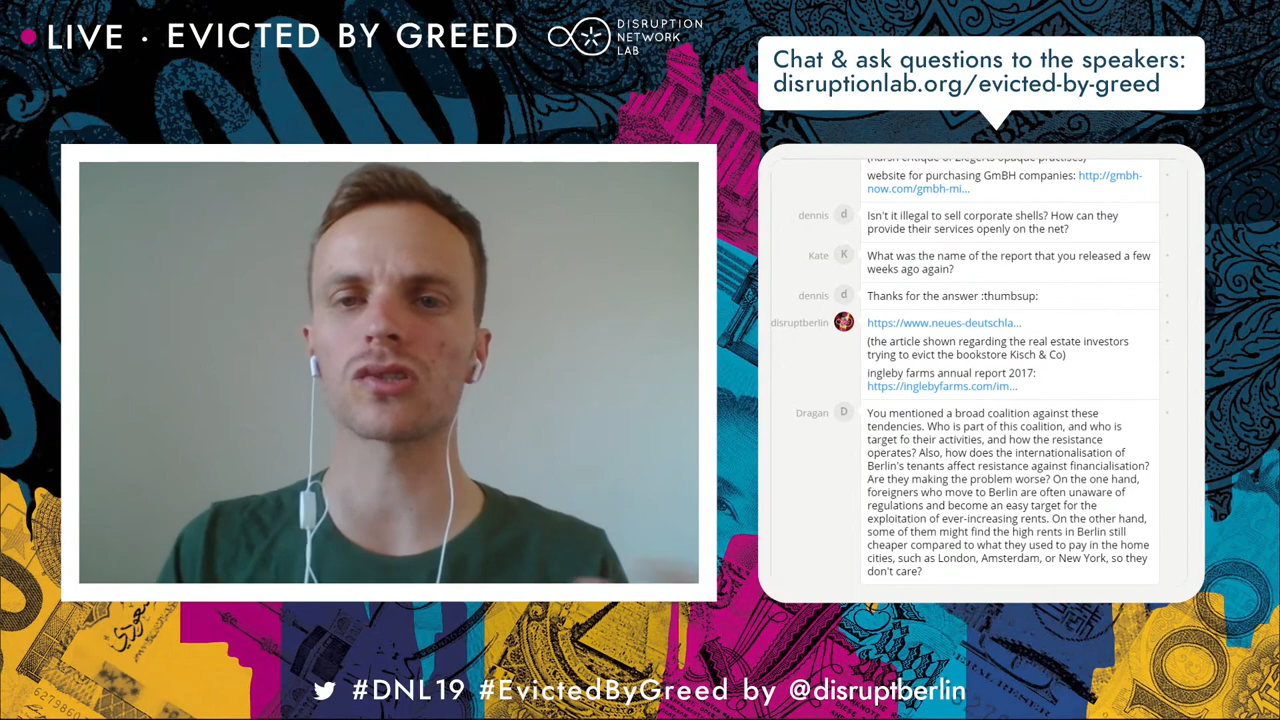 LIVE · EVICTED BY GREED
DISRUPTION
NETWORK
LAB
Chat & ask questions to the speakers:
disruptionlab.org/evicted-by-greed
(harsh critique of Ziegerts opaque practises)
website for purchasing GmBH companies: http://gmbh-
now.com/gmbh-mi...
dennis d Isn't it illegal to sell corporate shells? How can they
provide their services openly on the net?
Kate K What was the name of the report that you released a few
weeks ago again?
dennis d Thanks for the answer :thumbsup:
disruptberlin https://www.neues-deutschla...
(the article shown regarding the real estate investors
trying to evict the bookstore Kisch & Co)
ingleby farms annual report 2017:
https://inglebyfarms.com/im...
Dragan D You mentioned a broad coalition against these
tendencies. Who is part of this coalition, and who is
target fo their activities, and how the resistance
operates? Also, how does the internationalisation of
Berlin's tenants affect resistance against financialisation?
Are they making the problem worse? On the one hand,
foreigners who move to Berlin are often unaware of
regulations and become an easy target for the
exploitation of ever-increasing rents. On the other hand,
some of them might find the high rents in Berlin still
cheaper compared to what they used to pay in the home
cities, such as London, Amsterdam, or New York, so they
don't care?
#DNL19 #EvictedByGreed by @disruptberlin